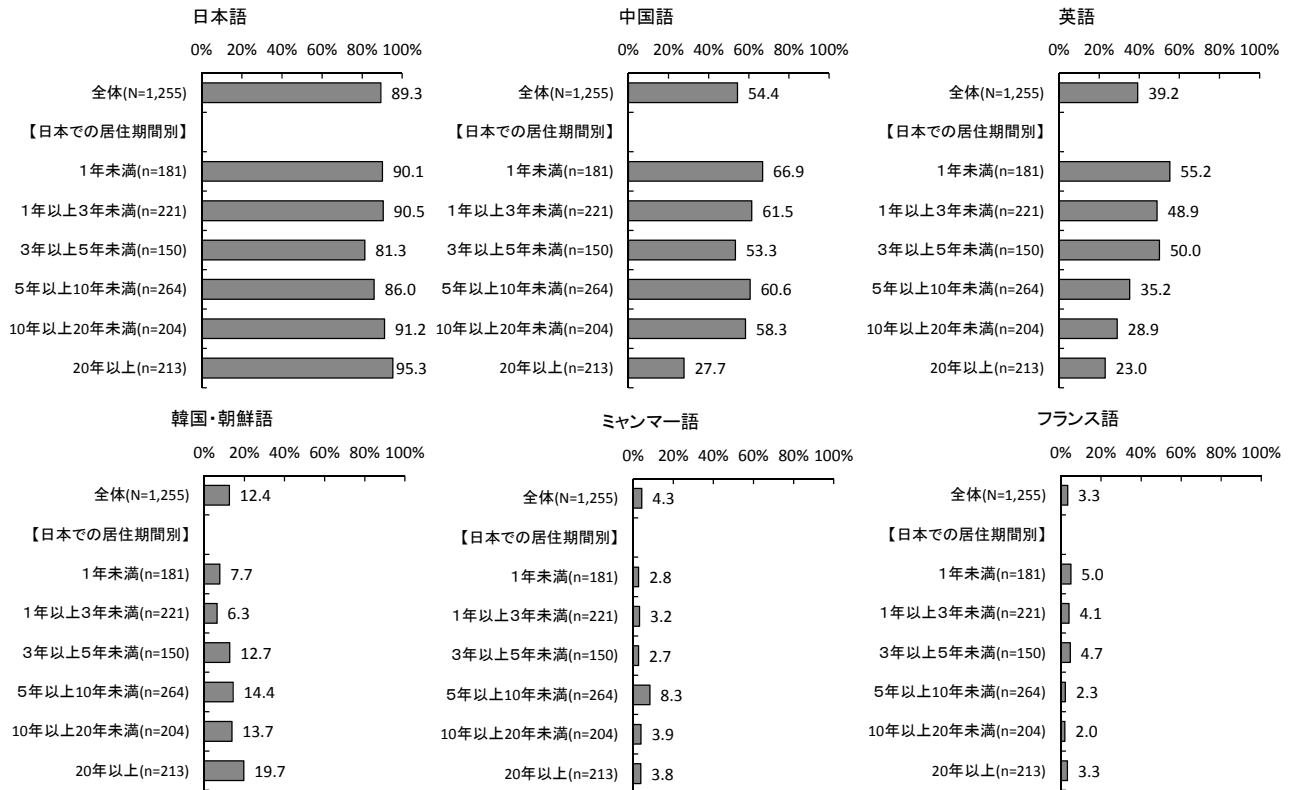 日本語
0% 20% 40% 60% 80% 100%
全体(N=1,255) 89.3
【日本での居住期間別】
1年未満(n=181) 90.1
1年以上3年未満(n=221) 90.5
3年以上5年未満(n=150) 81.3
5年以上10年未満(n=264) 86.0
10年以上20年未満(n=204) 91.2
20年以上(n=213) 95.3
中国語
0% 20% 40% 60% 80% 100%
全体(N=1,255) 54.4
【日本での居住期間別】
1年未満(n=181) 66.9
1年以上3年未満(n=221) 61.5
3年以上5年未満(n=150) 53.3
5年以上10年未満(n=264) 60.6
10年以上20年未満(n=204) 58.3
20年以上(n=213) 27.7
英語
0% 20% 40% 60% 80% 100%
全体(N=1,255) 39.2
【日本での居住期間別】
1年未満(n=181) 55.2
1年以上3年未満(n=221) 48.9
3年以上5年未満(n=150) 50.0
5年以上10年未満(n=264) 35.2
10年以上20年未満(n=204) 28.9
20年以上(n=213) 23.0
韓国・朝鮮語
0% 20% 40% 60% 80% 100%
全体(N=1,255) 12.4
【日本での居住期間別】
1年未満(n=181) 7.7
1年以上3年未満(n=221) 6.3
3年以上5年未満(n=150) 12.7
5年以上10年未満(n=264) 14.4
10年以上20年未満(n=204) 13.7
20年以上(n=213) 19.7
ミャンマー語
0% 20% 40% 60% 80% 100%
全体(N=1,255) 4.3
【日本での居住期間別】
1年未満(n=181) 2.8
1年以上3年未満(n=221) 3.2
3年以上5年未満(n=150) 2.7
5年以上10年未満(n=264) 8.3
10年以上20年未満(n=204) 3.9
20年以上(n=213) 3.8
フランス語
0% 20% 40% 60% 80% 100%
全体(N=1,255) 3.3
【日本での居住期間別】
1年未満(n=181) 5.0
1年以上3年未満(n=221) 4.1
3年以上5年未満(n=150) 4.7
5年以上10年未満(n=264) 2.3
10年以上20年未満(n=204) 2.0
20年以上(n=213) 3.3